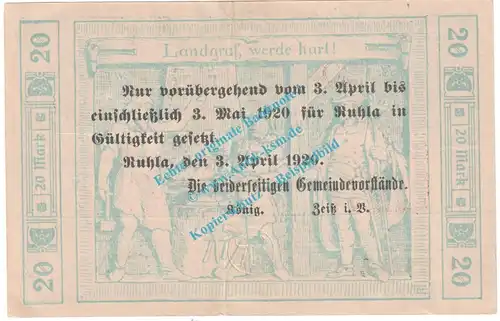 20
20
Landgraf, werde hart!
Nur vorübergehend vom 3. April bis
einschließlich 3. Mai 1920 für Ruhla in
Gültigkeit gesetzt.
Ruhla, den 3. April 1920.
Die beiderseitigen Gemeindevorstände.
König. Zeiß i. V.
20 Mark
20 Mark
20
20